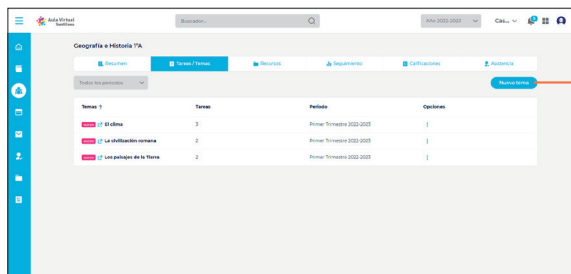 Aula Virtual
Santillana
Buscador...
Año 2022-2023
Cas...
Geografía e Historia 1ºA
Resumen
Tareas / Temas
Recursos
Seguimiento
Calificaciones
Asistencia
Todos los periodos
Nuevo tema
Temas ↑ Tareas Periodo Opciones
El clima 3 Primer Trimestre 2022-2023
La civilización romana 2 Primer Trimestre 2022-2023
Los paisajes de la Tierra 2 Primer Trimestre 2022-2023